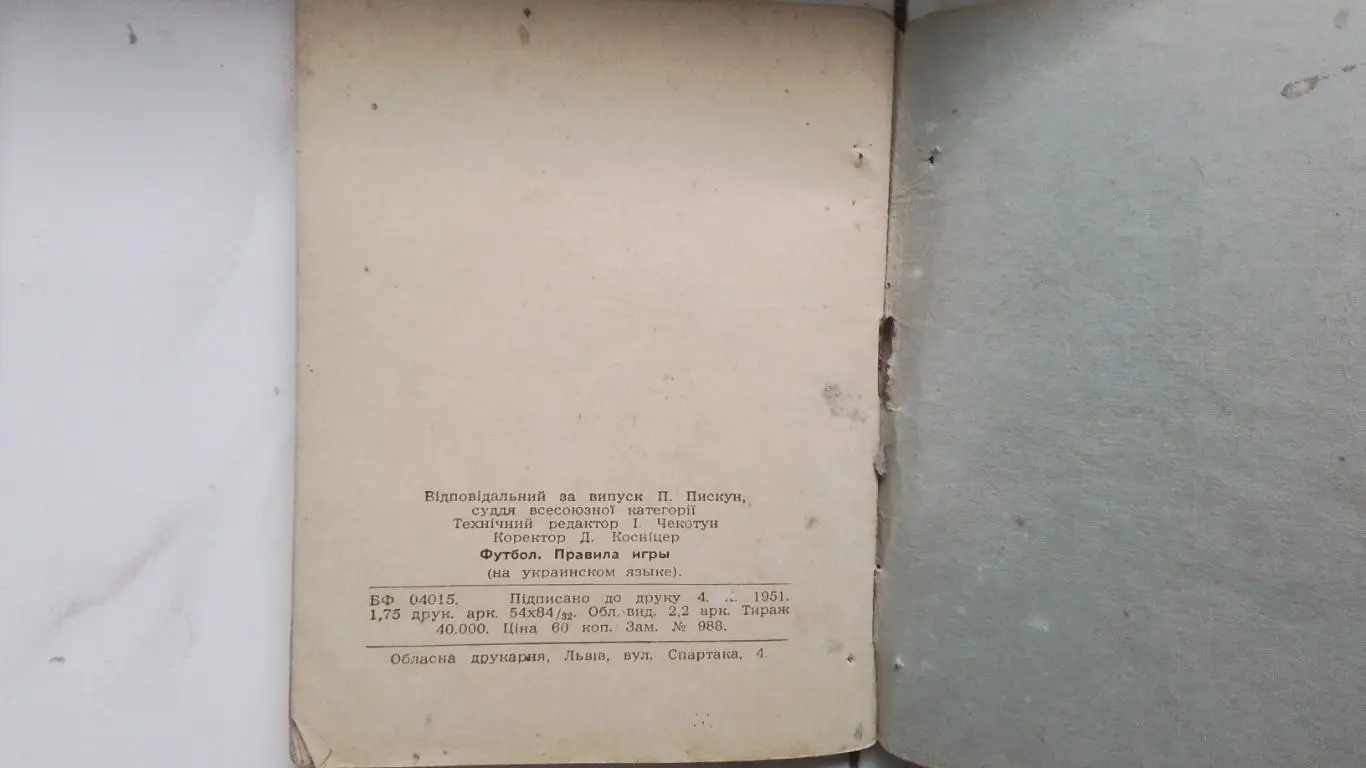 Відповідальний за випуск П. Пискун,
суддя всесоюзної категорії
Технічний редактор І. Чекотун
Коректор Д. Косніцер
Футбол. Правила игры
(на украинском языке).
БФ 04015. Підписано до друку 4. 1951.
1,75 друк. арк. 54х84/32. Обл.-вид. 2,2 арк. Тираж
40.000. Ціна 60 коп. Зам. № 988.
Обласна друкарня, Львів, вул. Спартака, 4.